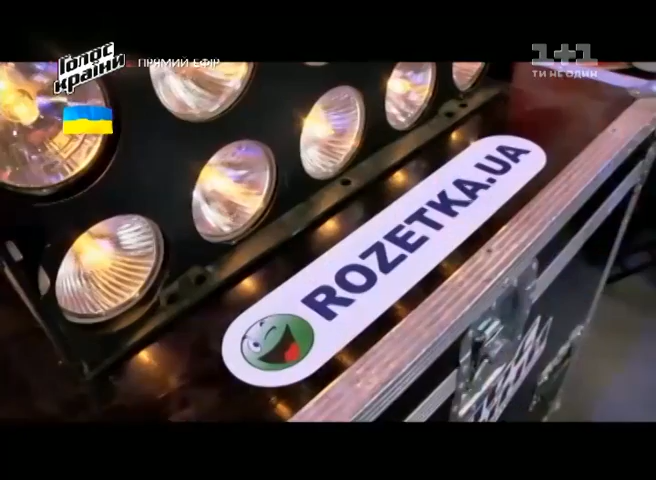 Голос
країни
ПРЯМИЙ ЕФІР
1+1
ТИ НЕ ОДИН
ROZETKA.UA